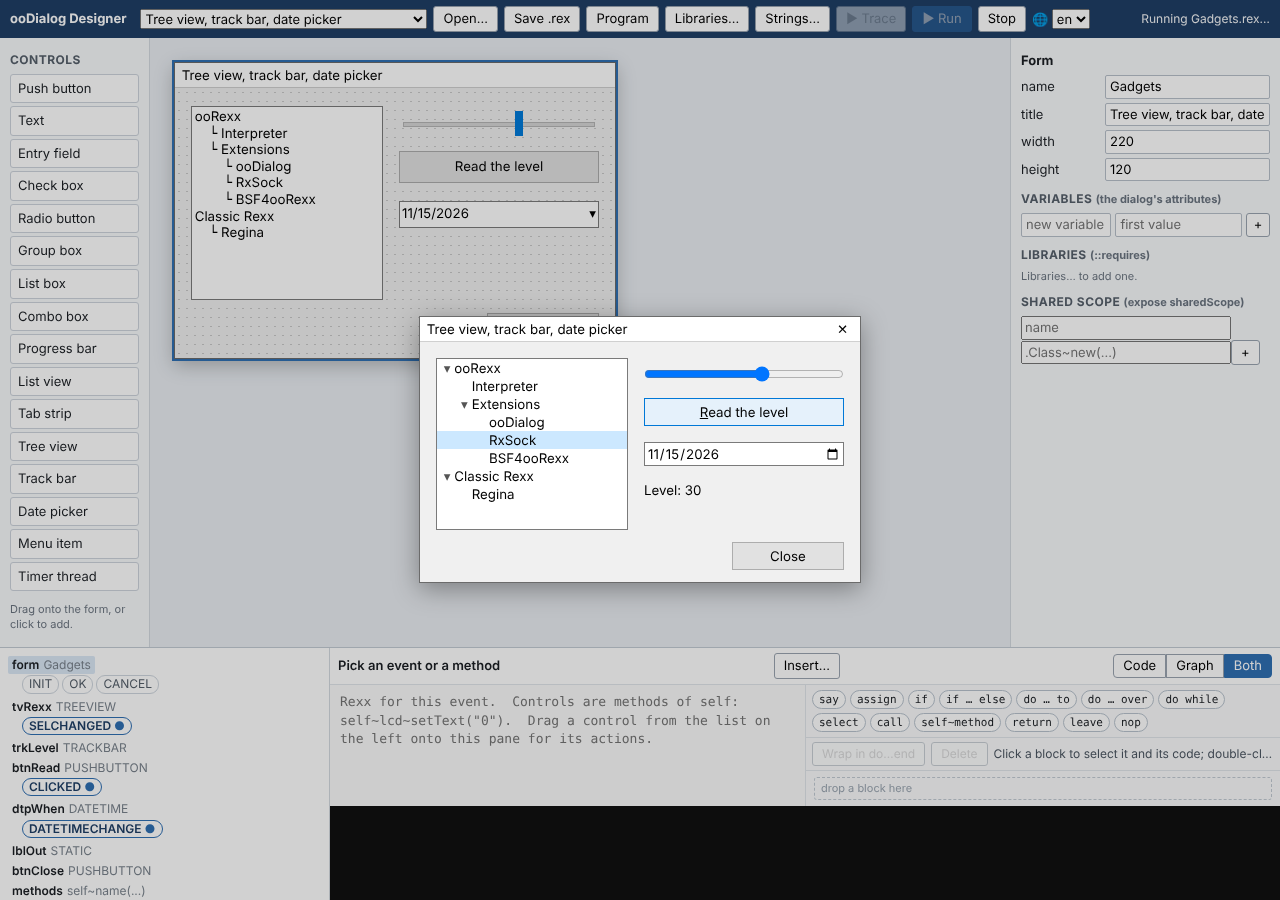 ooDialog Designer
Tree view, track bar, date picker
Open...
Save .rex
Program
Libraries...
Strings...
▶ Trace
▶ Run
Stop
🌐 en
Running Gadgets.rex...
CONTROLS
Push button
Text
Entry field
Check box
Radio button
Group box
List box
Combo box
Progress bar
List view
Tab strip
Tree view
Track bar
Date picker
Menu item
Timer thread
Drag onto the form, or
click to add.
Tree view, track bar, date picker
ooRexx
└ Interpreter
└ Extensions
└ ooDialog
└ RxSock
└ BSF4ooRexx
Classic Rexx
└ Regina
Read the level
11/15/2026
Tree view, track bar, date picker ✕
▾ ooRexx
Interpreter
▾ Extensions
ooDialog
RxSock
BSF4ooRexx
▾ Classic Rexx
Regina
Read the level
11/15/2026
Level: 30
Close
Form
name Gadgets
title Tree view, track bar, date
width 220
height 120
VARIABLES (the dialog's attributes)
new variable first value +
LIBRARIES (::requires)
Libraries... to add one.
SHARED SCOPE (expose sharedScope)
name
.Class~new(...) +
form Gadgets
INIT OK CANCEL
tvRexx TREEVIEW
SELCHANGED ●
trkLevel TRACKBAR
btnRead PUSHBUTTON
CLICKED ●
dtpWhen DATETIME
DATETIMECHANGE ●
lblOut STATIC
btnClose PUSHBUTTON
methods self~name(...)
Pick an event or a method
Insert...
Code Graph Both
Rexx for this event.  Controls are methods of self:
self~lcd~setText("0").  Drag a control from the list on
the left onto this pane for its actions.
say assign if if … else do … to do … over do while
select call self~method return leave nop
Wrap in do...end Delete Click a block to select it and its code; double-cl...
drop a block here